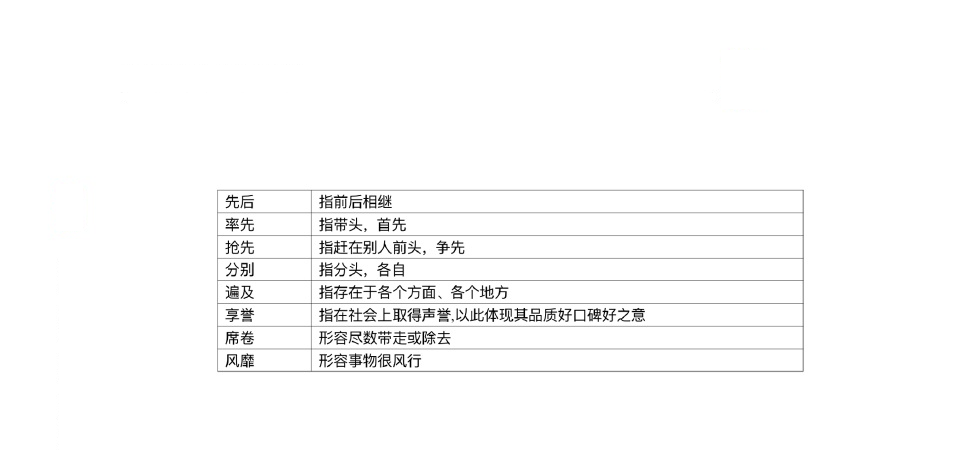 先后 指前后相继
率先 指带头，首先
抢先 指赶在别人前头，争先
分别 指分头，各自
遍及 指存在于各个方面、各个地方
享誉 指在社会上取得声誉,以此体现其品质好口碑好之意
席卷 形容尽数带走或除去
风靡 形容事物很风行